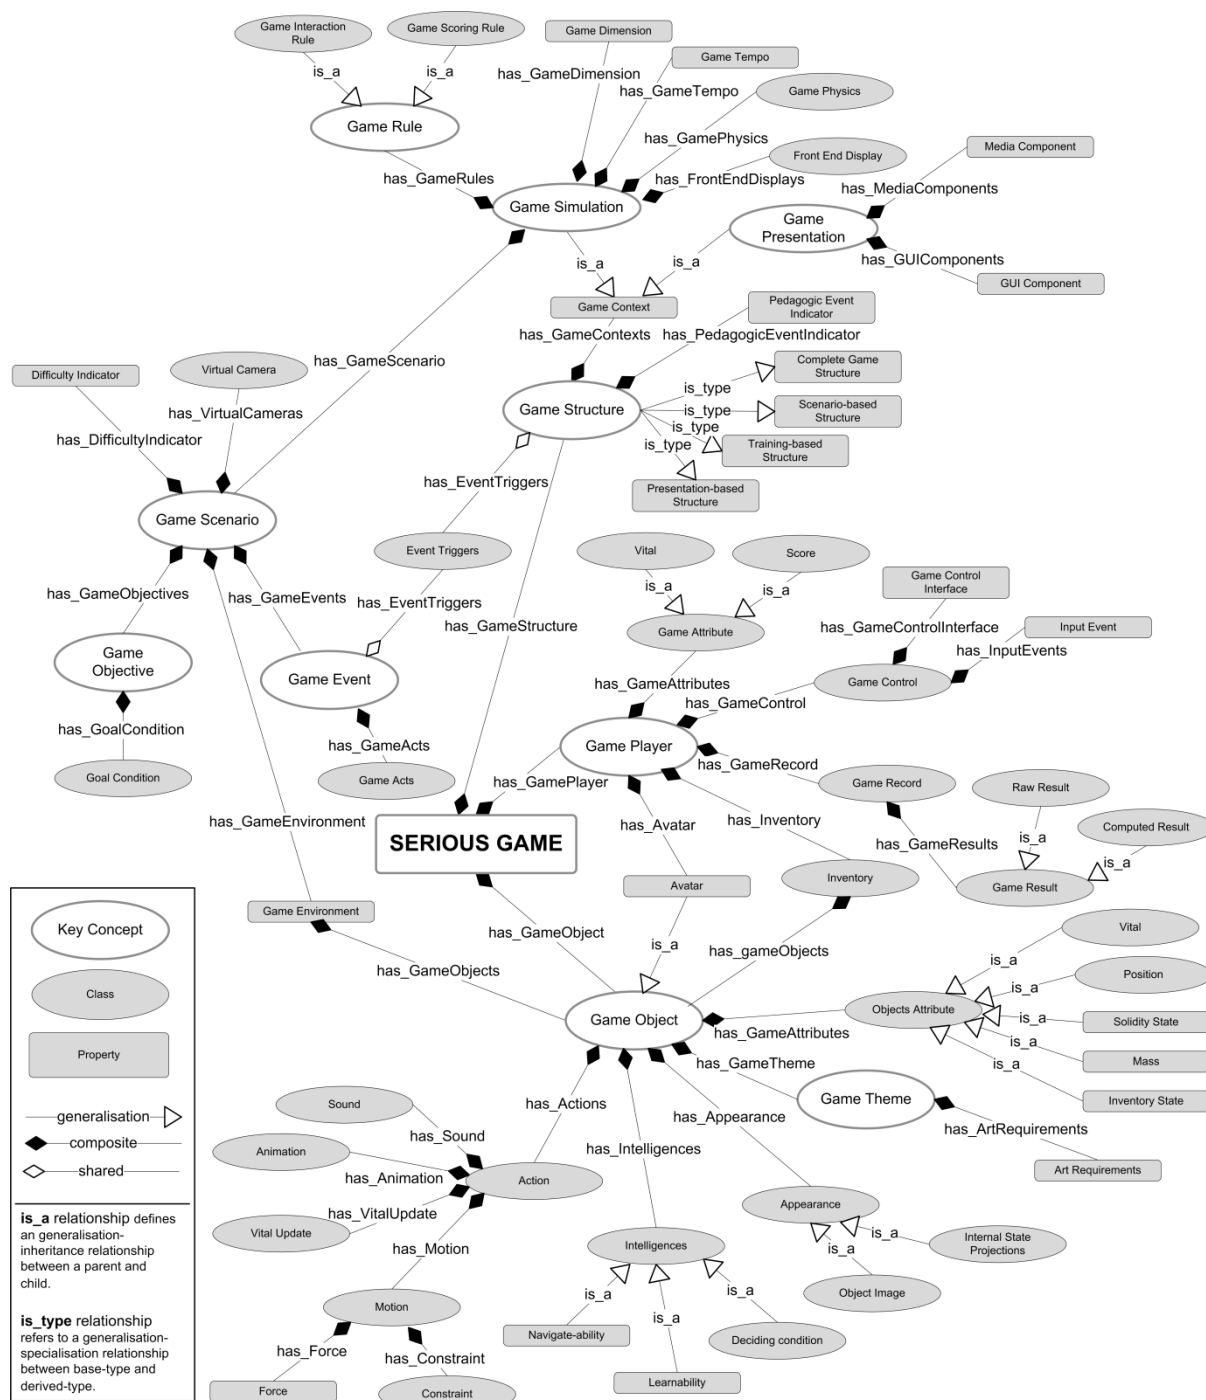 Game Interaction
Rule
Game Scoring Rule
Game Dimension
Game Tempo
is_a
is_a
has_GameDimension
has_GameTempo
Game Physics
Game Rule
has_GamePhysics
Media Component
Front End Display
has_GameRules
has_FrontEndDisplays
has_MediaComponents
Game Simulation
Game
Presentation
is_a
is_a
has_GUIComponents
GUI Component
Game Context
Pedagogic Event
Indicator
has_GameContexts
has_PedagogicEventIndicator
has_GameScenario
Complete Game
Structure
Difficulty Indicator
Virtual Camera
is_type
Game Structure
is_type
Scenario-based
Structure
has_VirtualCameras
is_type
is_type
Training-based
Structure
has_DifficultyIndicator
has_EventTriggers
Presentation-based
Structure
Game Scenario
Event Triggers
Vital
Score
Game Control
Interface
is_a
is_a
has_GameObjectives
has_GameEvents
has_EventTriggers
has_GameStructure
Game Attribute
has_GameControlInterface
Input Event
has_InputEvents
Game
Objective
Game Event
has_GameAttributes
Game Control
has_GameControl
has_GoalCondition
has_GameActs
Game Player
has_GameRecord
Goal Condition
Game Acts
has_GamePlayer
Game Record
Raw Result
has_GameEnvironment
has_Avatar
has_Inventory
Computed Result
SERIOUS GAME
has_GameResults
is_a
is_a
Avatar
Inventory
Game Result
Key Concept
Game Environment
has_GameObject
is_a
has_gameObjects
Vital
is_a
has_GameObjects
Position
is_a
Class
Game Object
Objects Attribute
is_a
Solidity State
has_GameAttributes
is_a
Property
has_GameTheme
Mass
is_a
Game Theme
Inventory State
Sound
has_Actions
has_Appearance
generalisation
has_Sound
has_ArtRequirements
composite
Animation
has_Intelligences
shared
has_Animation
Action
Art Requirements
has_VitalUpdate
Appearance
is_a relationship defines
an generalisation-
inheritance relationship
between a parent and
child.
Vital Update
has_Motion
Intelligences
is_a
Internal State
Projections
is_a
is_a
is_a
Object Image
Motion
is_a
is_type relationship
refers to a generalisation-
specialisation relationship
between base-type and
derived-type.
Navigate-ability
Deciding condition
has_Force
has_Constraint
Learnability
Force
Constraint